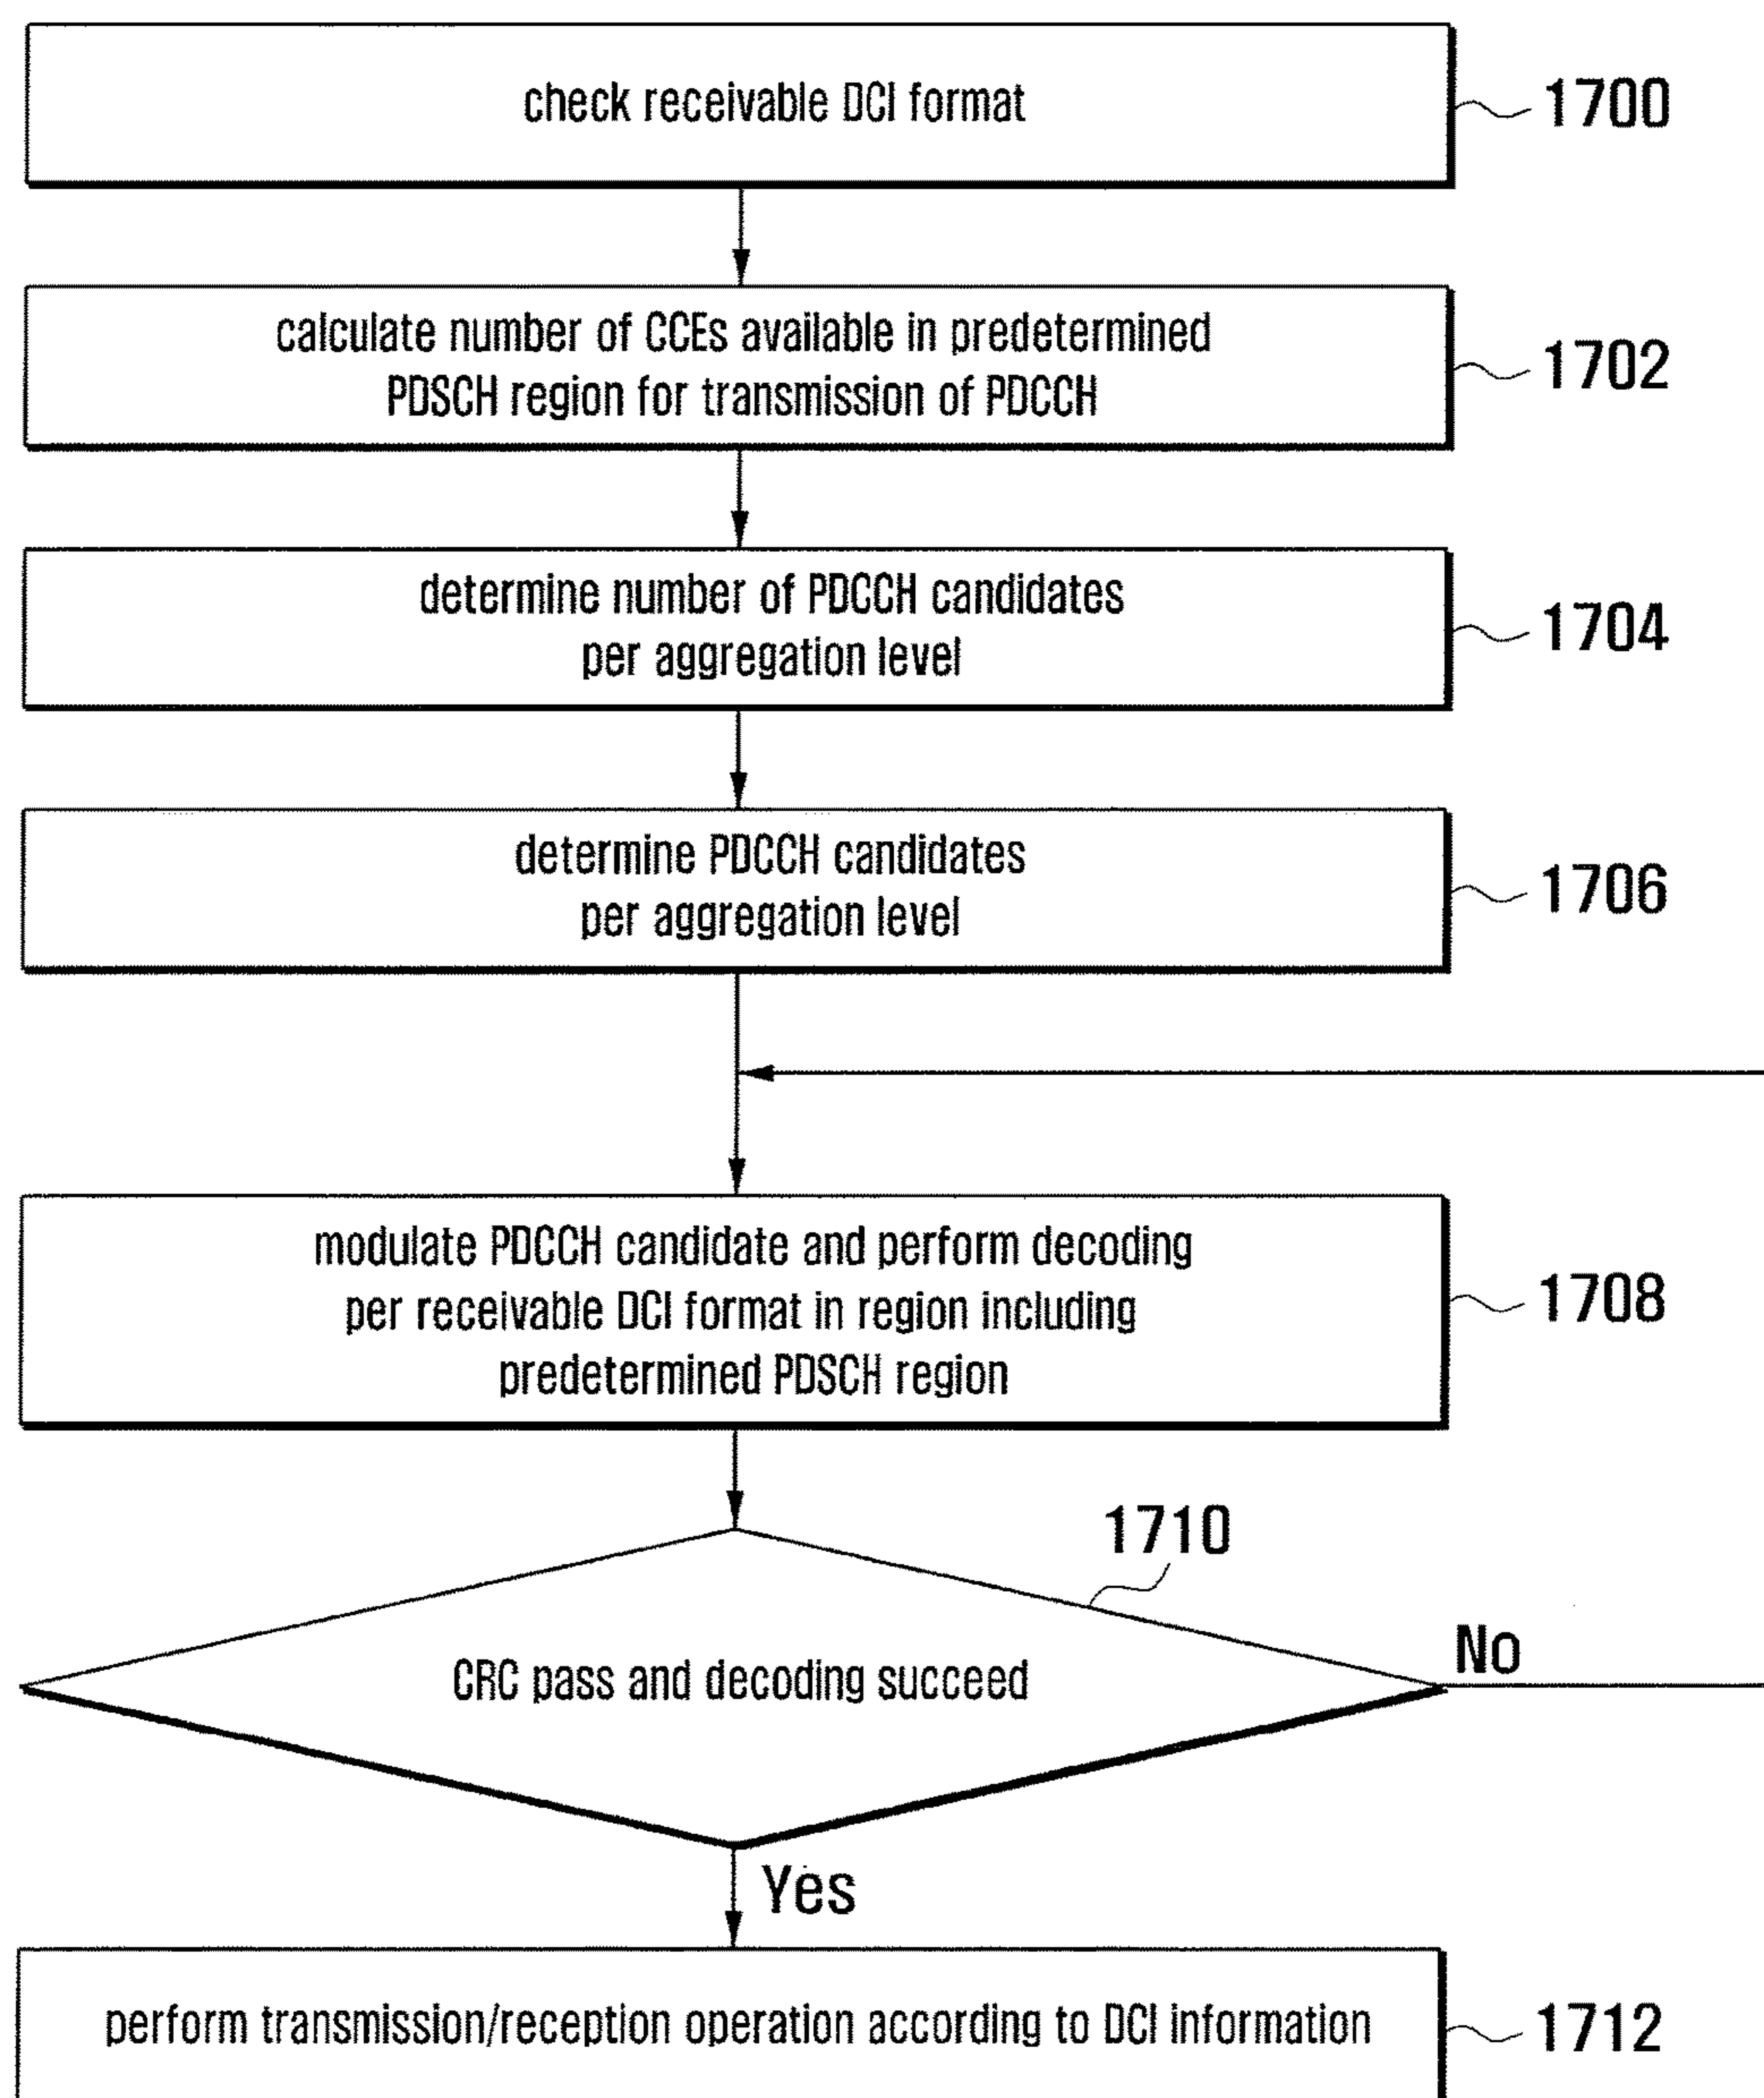 check receivable DCI format
1700
calculate number of CCEs available in predetermined
PDSCH region for transmission of PDCCH
1702
determine number of PDCCH candidates
per aggregation level
1704
determine PDCCH candidates
per aggregation level
1706
modulate PDCCH candidate and perform decoding
per receivable DCI format in region including
predetermined PDSCH region
1708
1710
CRC pass and decoding succeed
No
Yes
perform transmission/reception operation according to DCI information
1712